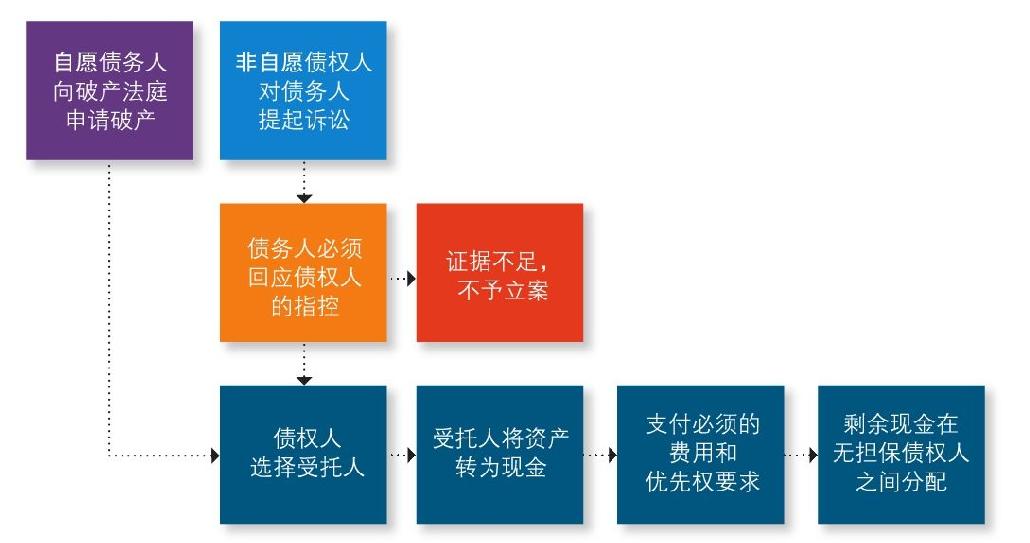 自愿债务人
向破产法庭
申请破产
非自愿债权人
对债务人
提起诉讼
债务人必须
回应债权人
的指控
证据不足，
不予立案
债权人
选择受托人
受托人将资产
转为现金
支付必须的
费用和
优先权要求
剩余现金在
无担保债权人
之间分配